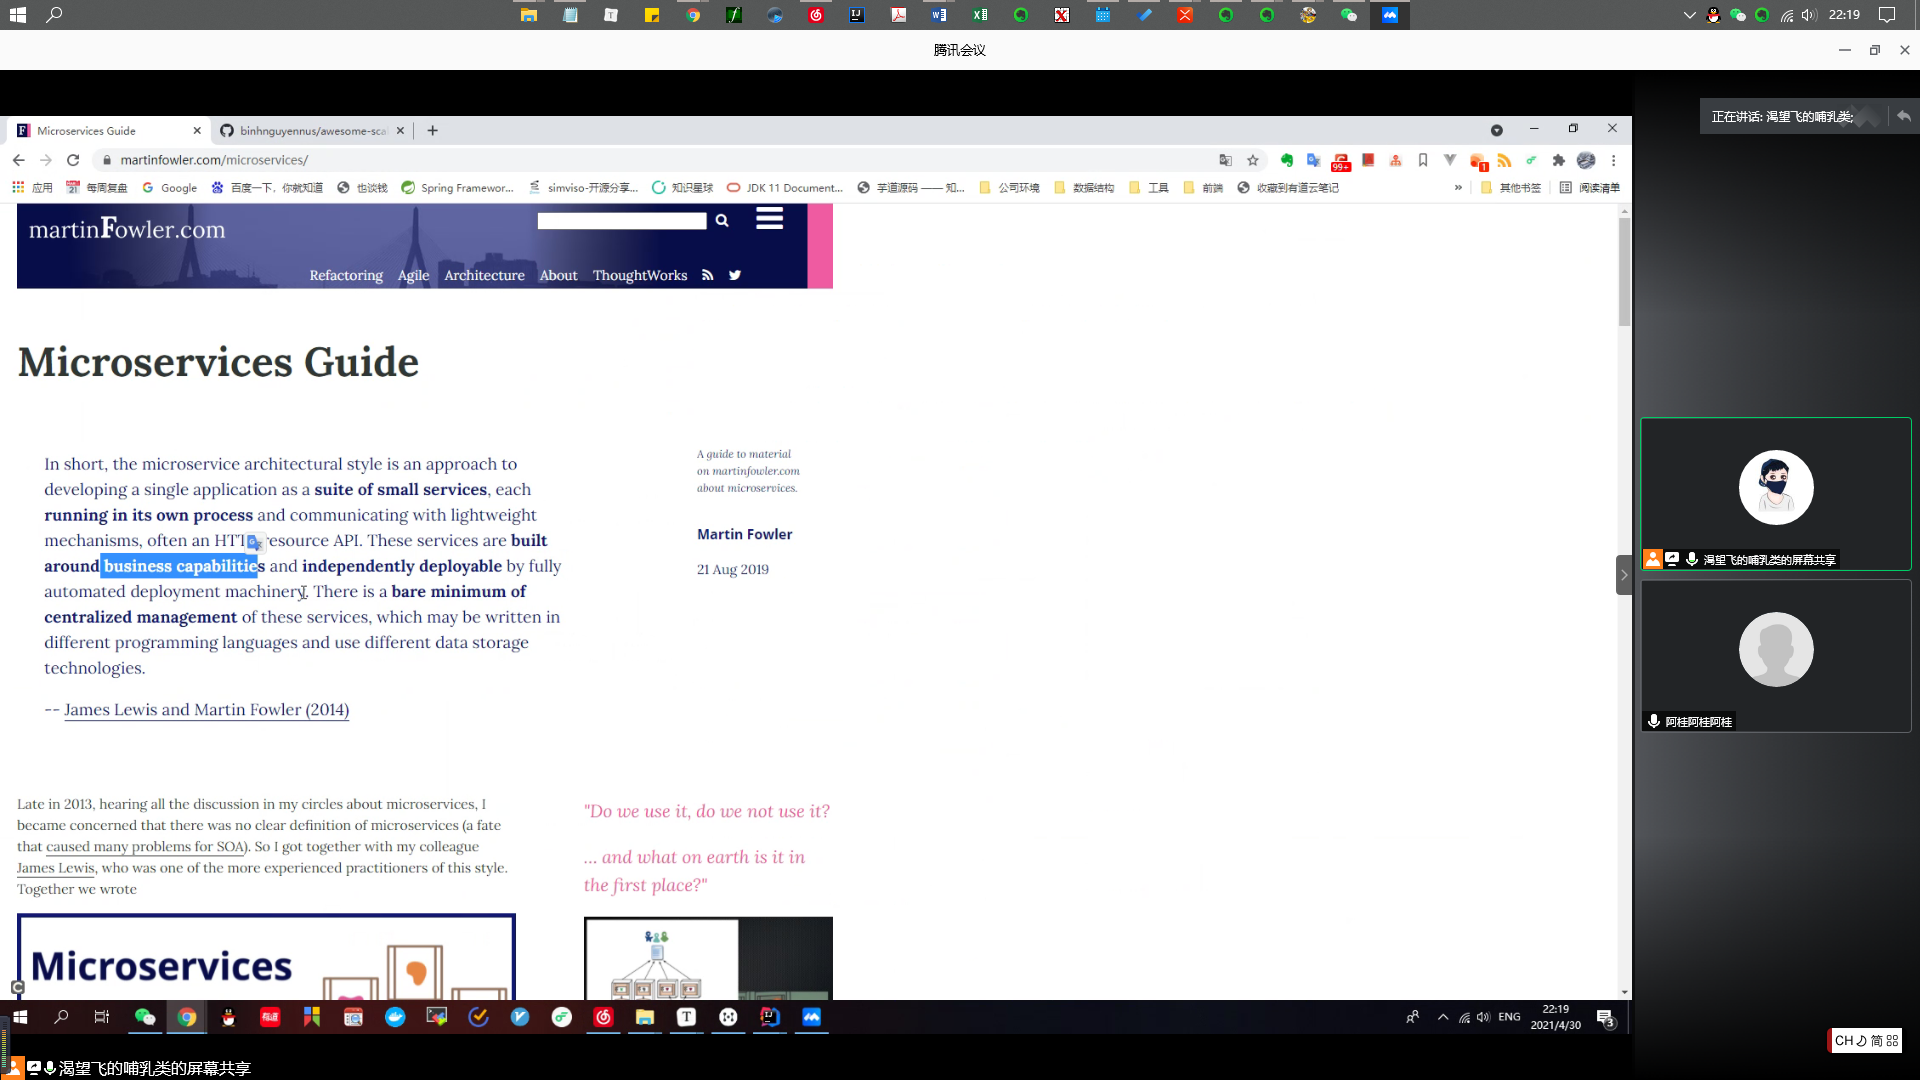 22:19
腾讯会议
正在讲话: 渴望飞的哺乳类;
Microservices Guide
binhnguyennus/awesome-sca
martinfowler.com/microservices/
99+
1
应用
每周复盘
Google
百度一下，你就知道
也谈钱
Spring Framewor...
simviso-开源分享...
知识星球
JDK 11 Document...
芋道源码 —— 知...
公司环境
数据结构
工具
前端
收藏到有道云笔记
»
其他书签
阅读清单
martinFowler.com
Refactoring Agile Architecture About ThoughtWorks
Microservices Guide
In short, the microservice architectural style is an approach to
developing a single application as a suite of small services, each
running in its own process and communicating with lightweight
mechanisms, often an HTT resource API. These services are built
around business capabilities and independently deployable by fully
automated deployment machinery. There is a bare minimum of
centralized management of these services, which may be written in
different programming languages and use different data storage
technologies.
-- James Lewis and Martin Fowler (2014)
A guide to material
on martinfowler.com
about microservices.
Martin Fowler
21 Aug 2019
Late in 2013, hearing all the discussion in my circles about microservices, I
became concerned that there was no clear definition of microservices (a fate
that caused many problems for SOA). So I got together with my colleague
James Lewis, who was one of the more experienced practitioners of this style.
Together we wrote
"Do we use it, do we not use it?
... and what on earth is it in
the first place?"
Microservices
渴望飞的哺乳类的屏幕共享
阿桂阿桂阿桂
ENG
22:19
2021/4/30
3
CH 简
渴望飞的哺乳类的屏幕共享